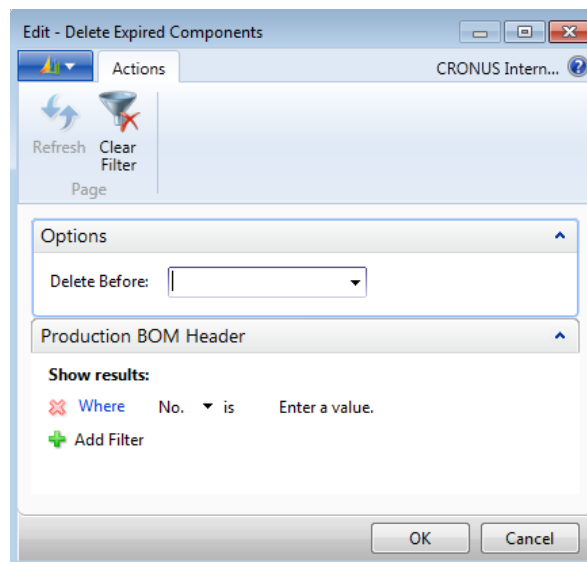 Edit - Delete Expired Components
Actions
CRONUS Intern...
Refresh
Clear
Filter
Page
Options
Delete Before:
Production BOM Header
Show results:
Where No. is Enter a value.
Add Filter
OK Cancel